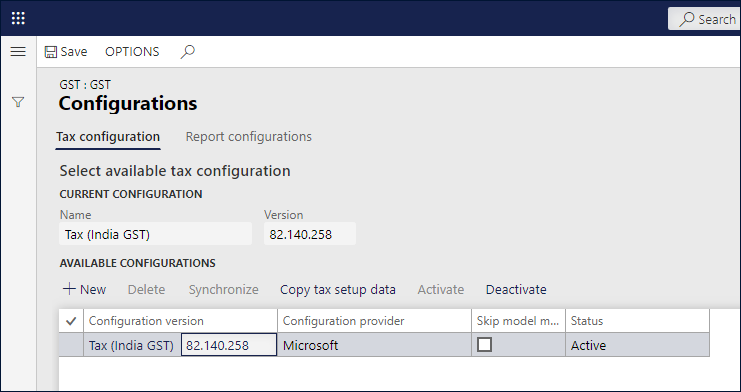 Search
Save OPTIONS
GST : GST
Configurations
Tax configuration Report configurations
Select available tax configuration
CURRENT CONFIGURATION
Name Version
Tax (India GST) 82.140.258
AVAILABLE CONFIGURATIONS
New Delete Synchronize Copy tax setup data Activate Deactivate
Configuration version Configuration provider Skip model m... Status
Tax (India GST) 82.140.258 Microsoft Active